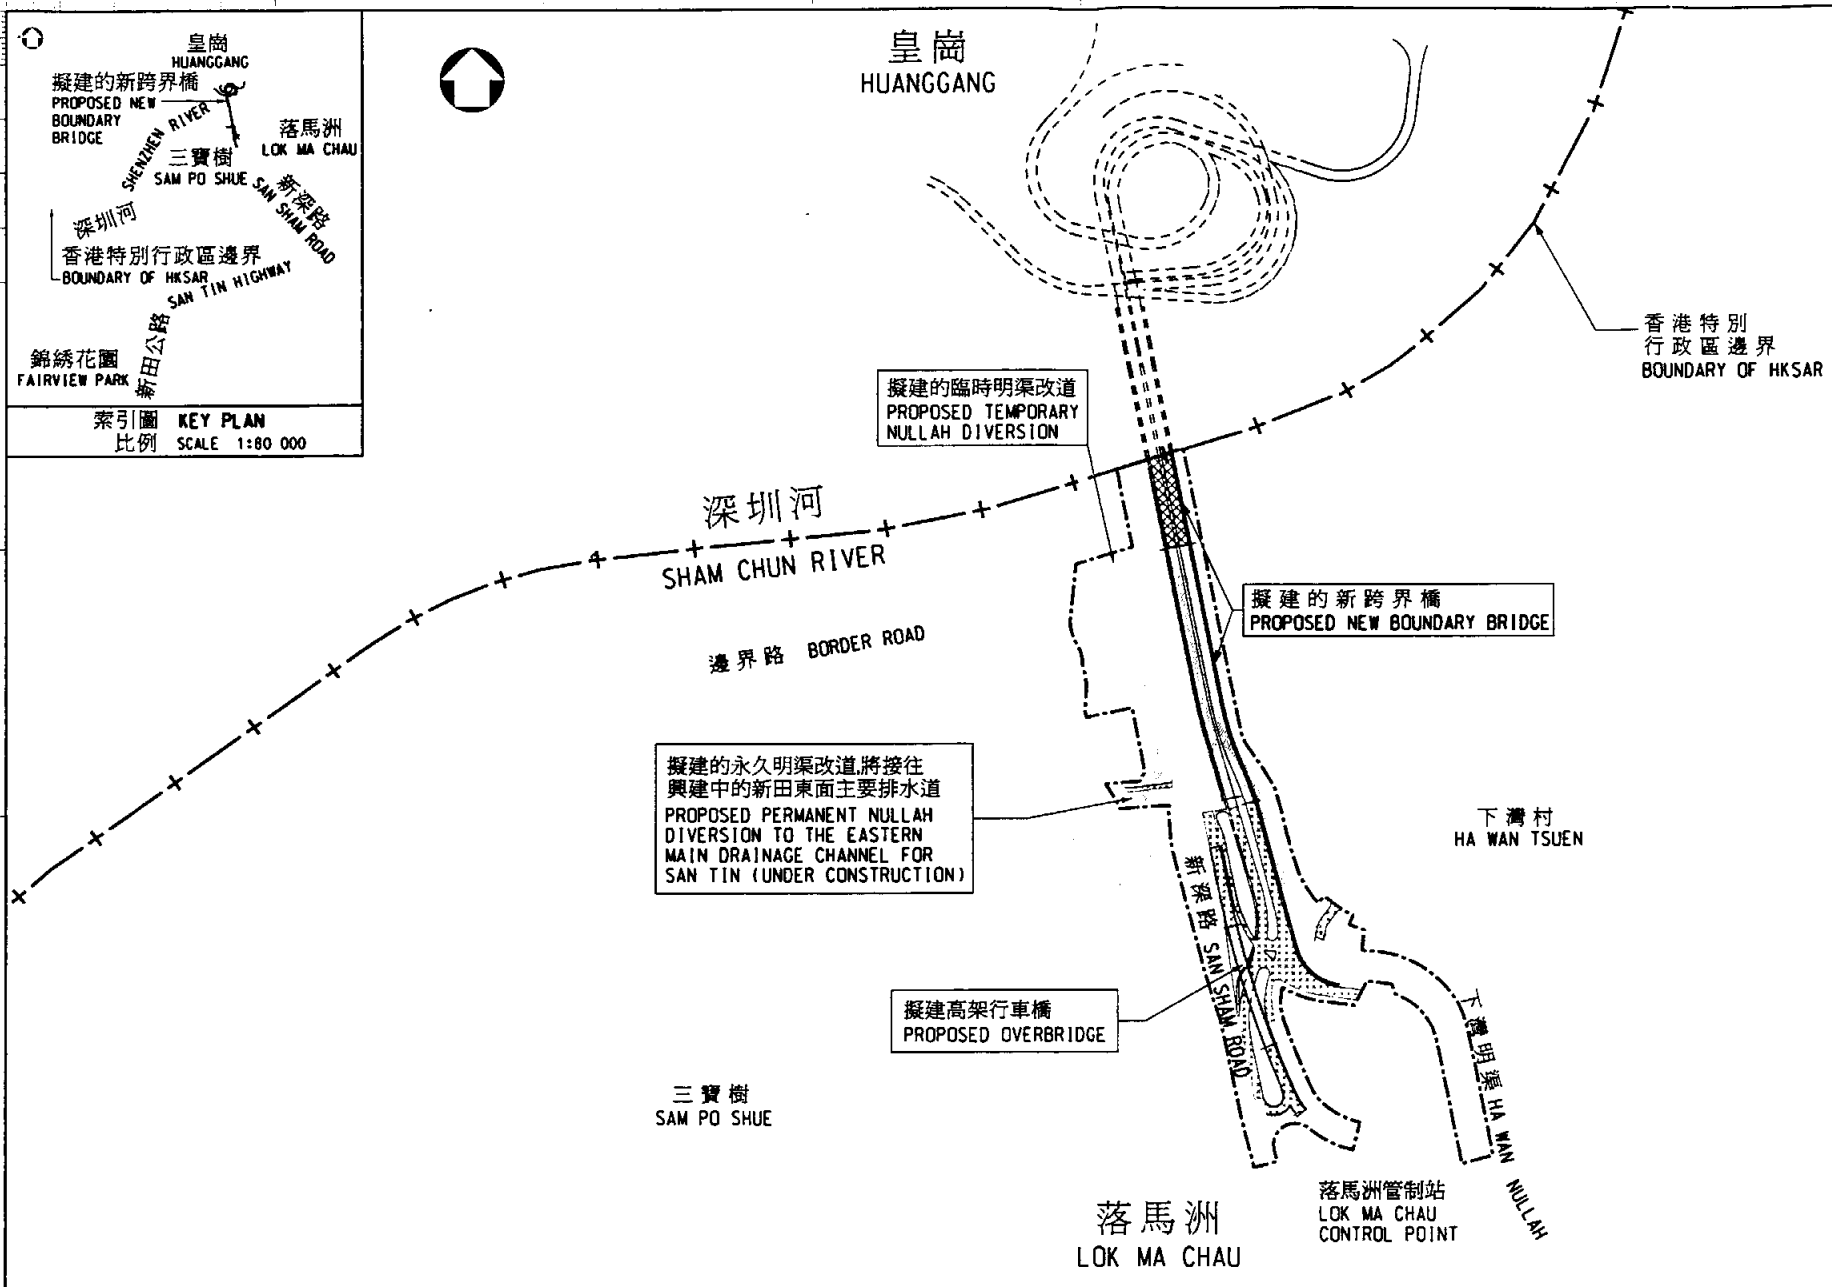 皇崗
HUANGGANG
擬建的新跨界橋
PROPOSED NEW
BOUNDARY
BRIDGE
SHENZHEN RIVER
落馬洲
LOK MA CHAU
三寶樹
SAM PO SHUE
新深路
SAN SHAM ROAD
深圳河
香港特別行政區邊界
BOUNDARY OF HKSAR
SAN TIN HIGHWAY
新田公路
錦綉花園
FAIRVIEW PARK
索引圖 KEY PLAN
比例 SCALE 1:80 000
皇崗
HUANGGANG
香港特別
行政區邊界
BOUNDARY OF HKSAR
擬建的臨時明渠改道
PROPOSED TEMPORARY
NULLAH DIVERSION
深圳河
SHAM CHUN RIVER
擬建的新跨界橋
PROPOSED NEW BOUNDARY BRIDGE
邊界路 BORDER ROAD
擬建的永久明渠改道,將接往
興建中的新田東面主要排水道
PROPOSED PERMANENT NULLAH
DIVERSION TO THE EASTERN
MAIN DRAINAGE CHANNEL FOR
SAN TIN (UNDER CONSTRUCTION)
下灣村
HA WAN TSUEN
新深路 SAN SHAM ROAD
擬建高架行車橋
PROPOSED OVERBRIDGE
下灣明渠 HA WAN NULLAH
三寶樹
SAM PO SHUE
落馬洲管制站
LOK MA CHAU
CONTROL POINT
落馬洲
LOK MA CHAU